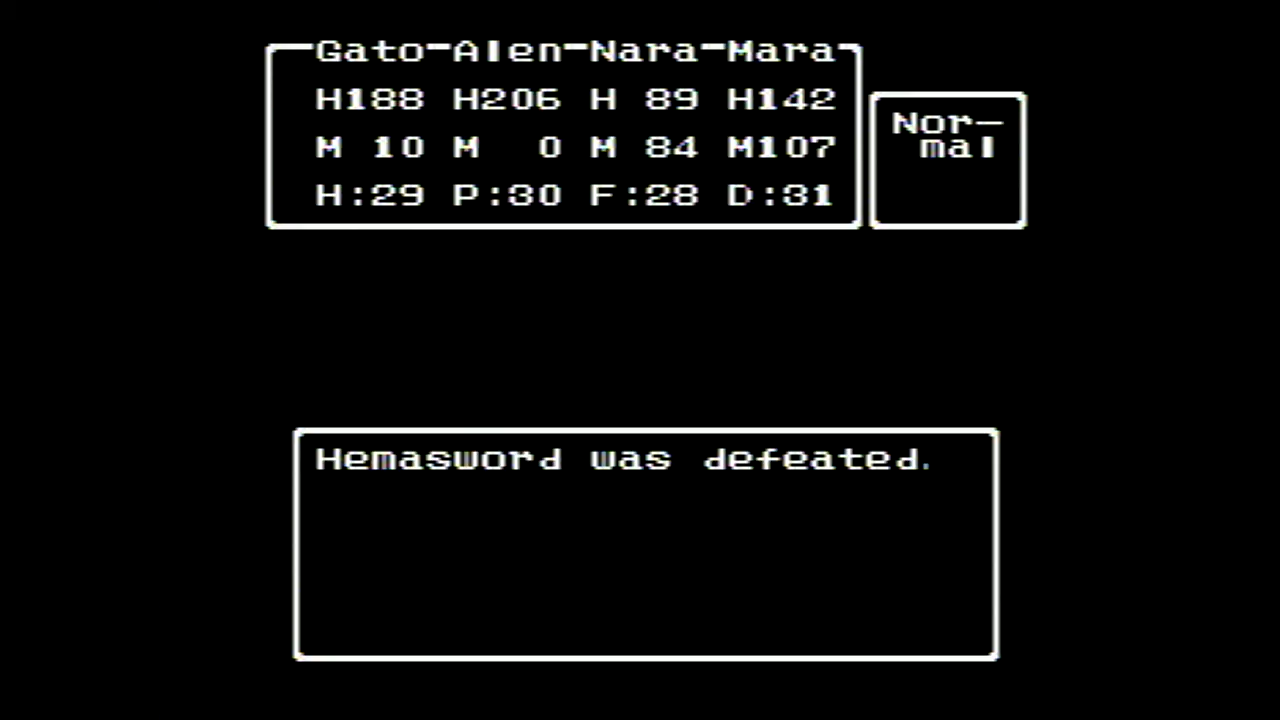 Gato Alen Nara Mara
H188 H206 H 89 H142
M 10 M 0 M 84 M107
H:29 P:30 F:28 D:31
Nor-
mal
Hemasword was defeated.